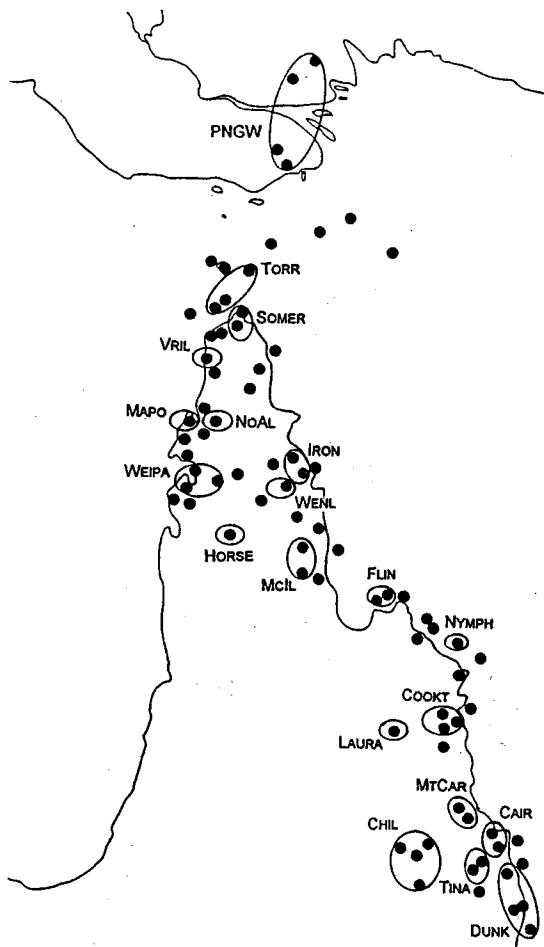 PNGW
TORR
SOMER
VRIL
MAPO
NOAL
IRON
WEIPA
WENL
HORSE
MCIL
FLIN
NYMPH
COOKT
LAURA
MTCAR
CAIR
CHIL
TINA
DUNK